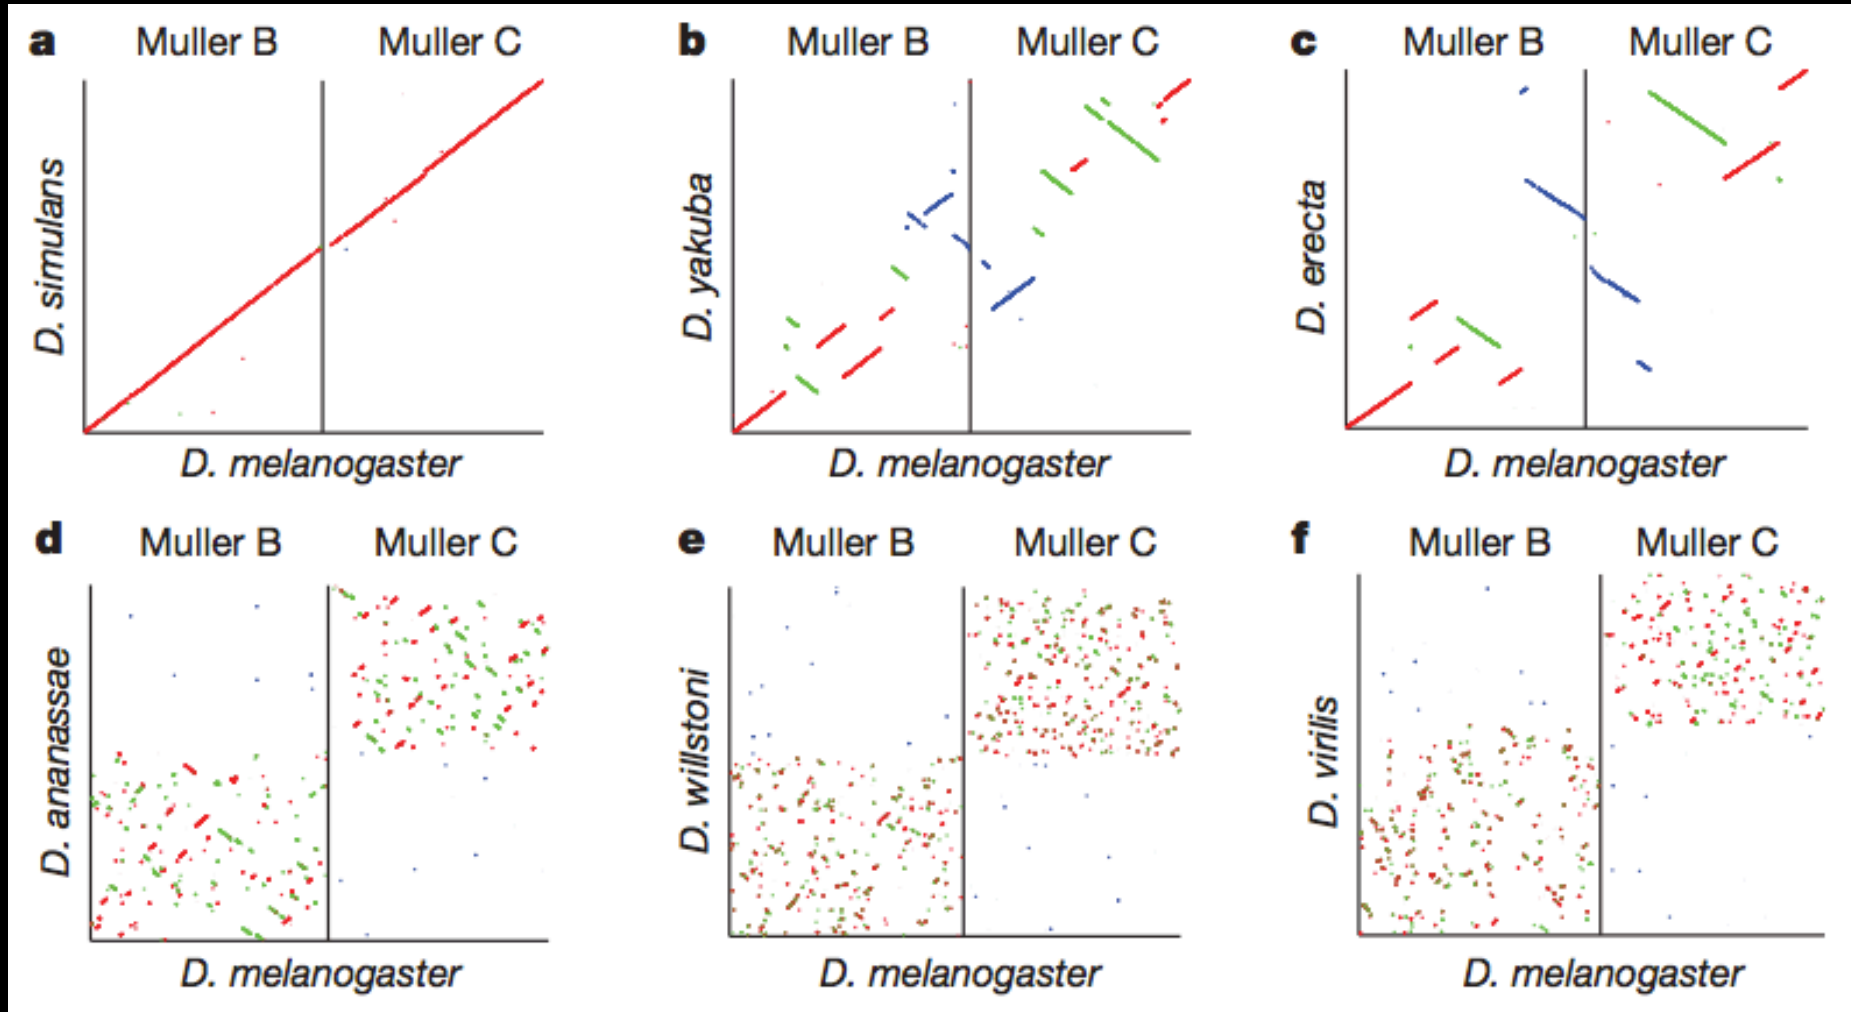 a Muller B Muller C
D. simulans
D. melanogaster
b Muller B Muller C
D. yakuba
D. melanogaster
c Muller B Muller C
D. erecta
D. melanogaster
d Muller B Muller C
D. ananassae
D. melanogaster
e Muller B Muller C
D. willstoni
D. melanogaster
f Muller B Muller C
D. virilis
D. melanogaster